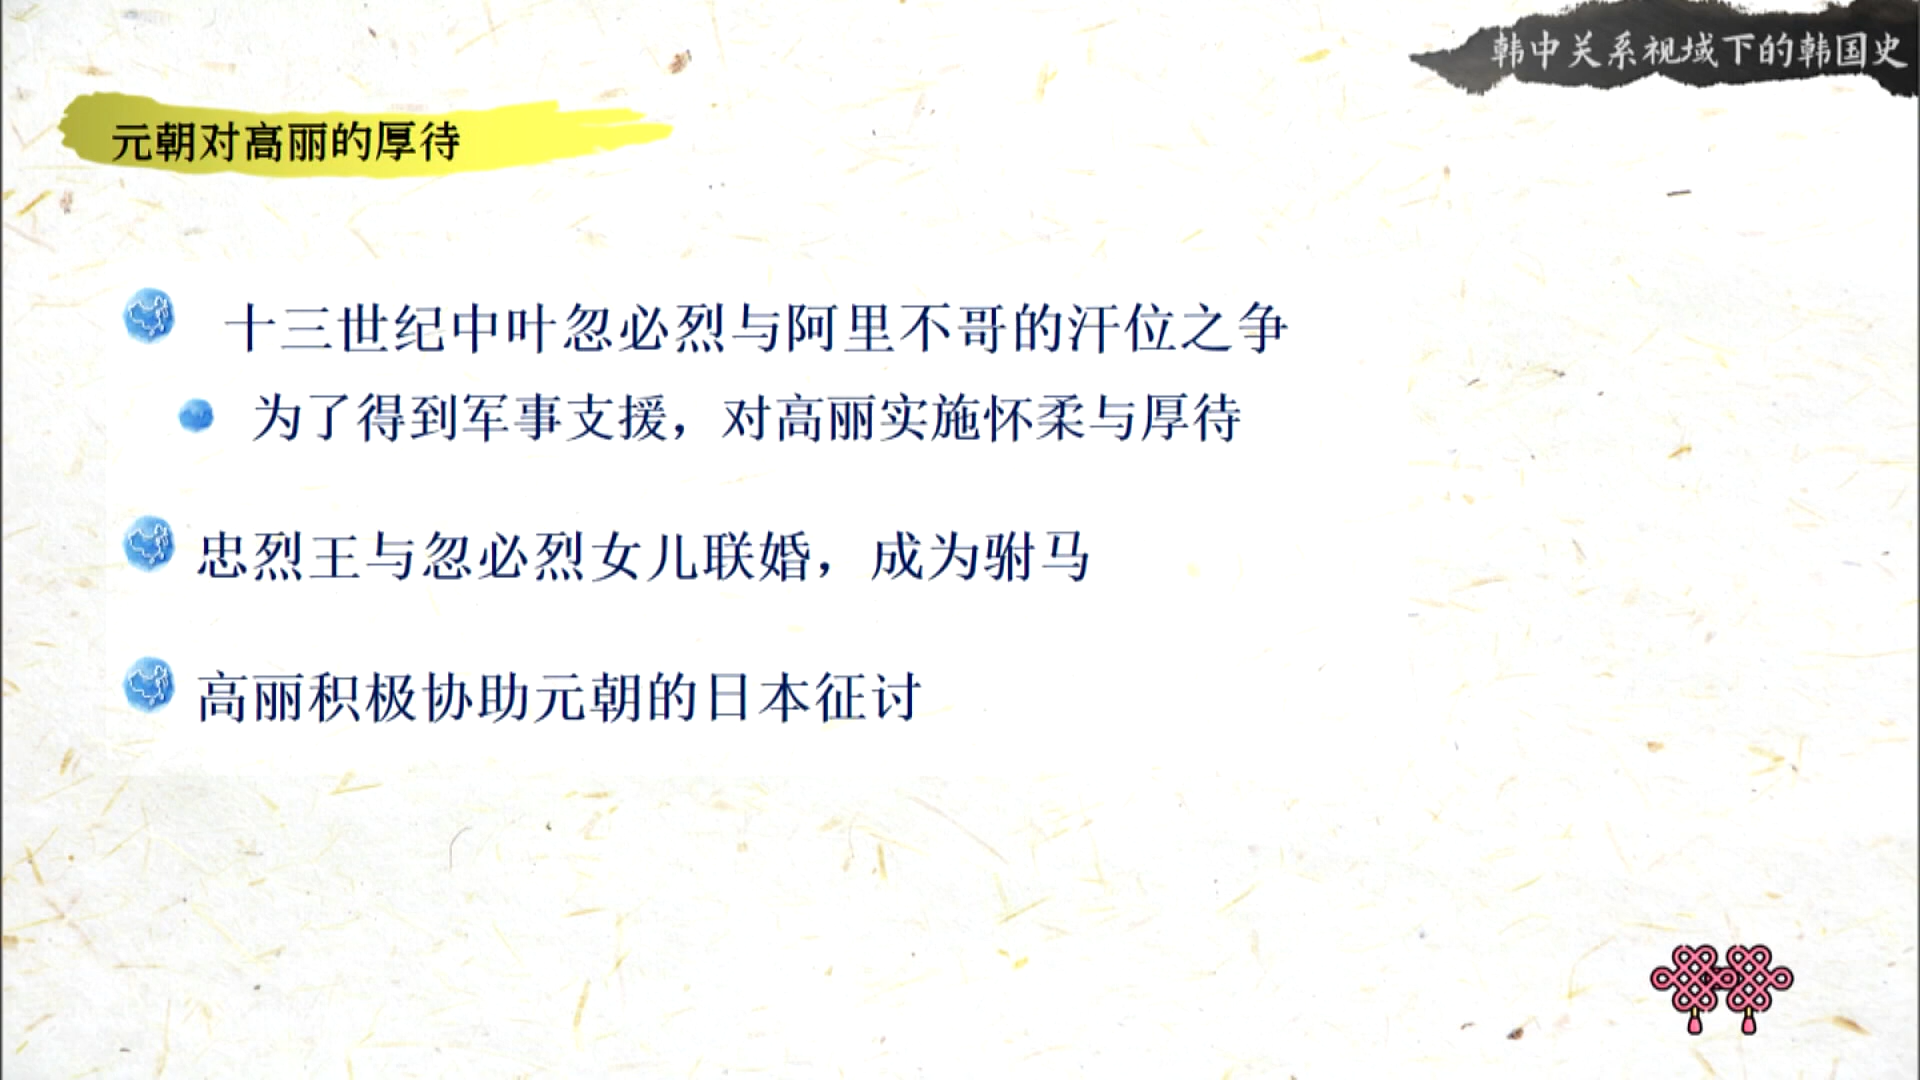 韩中关系视域下的韩国史
元朝对高丽的厚待
十三世纪中叶忽必烈与阿里不哥的汗位之争
为了得到军事支援，对高丽实施怀柔与厚待
忠烈王与忽必烈女儿联婚，成为驸马
高丽积极协助元朝的日本征讨